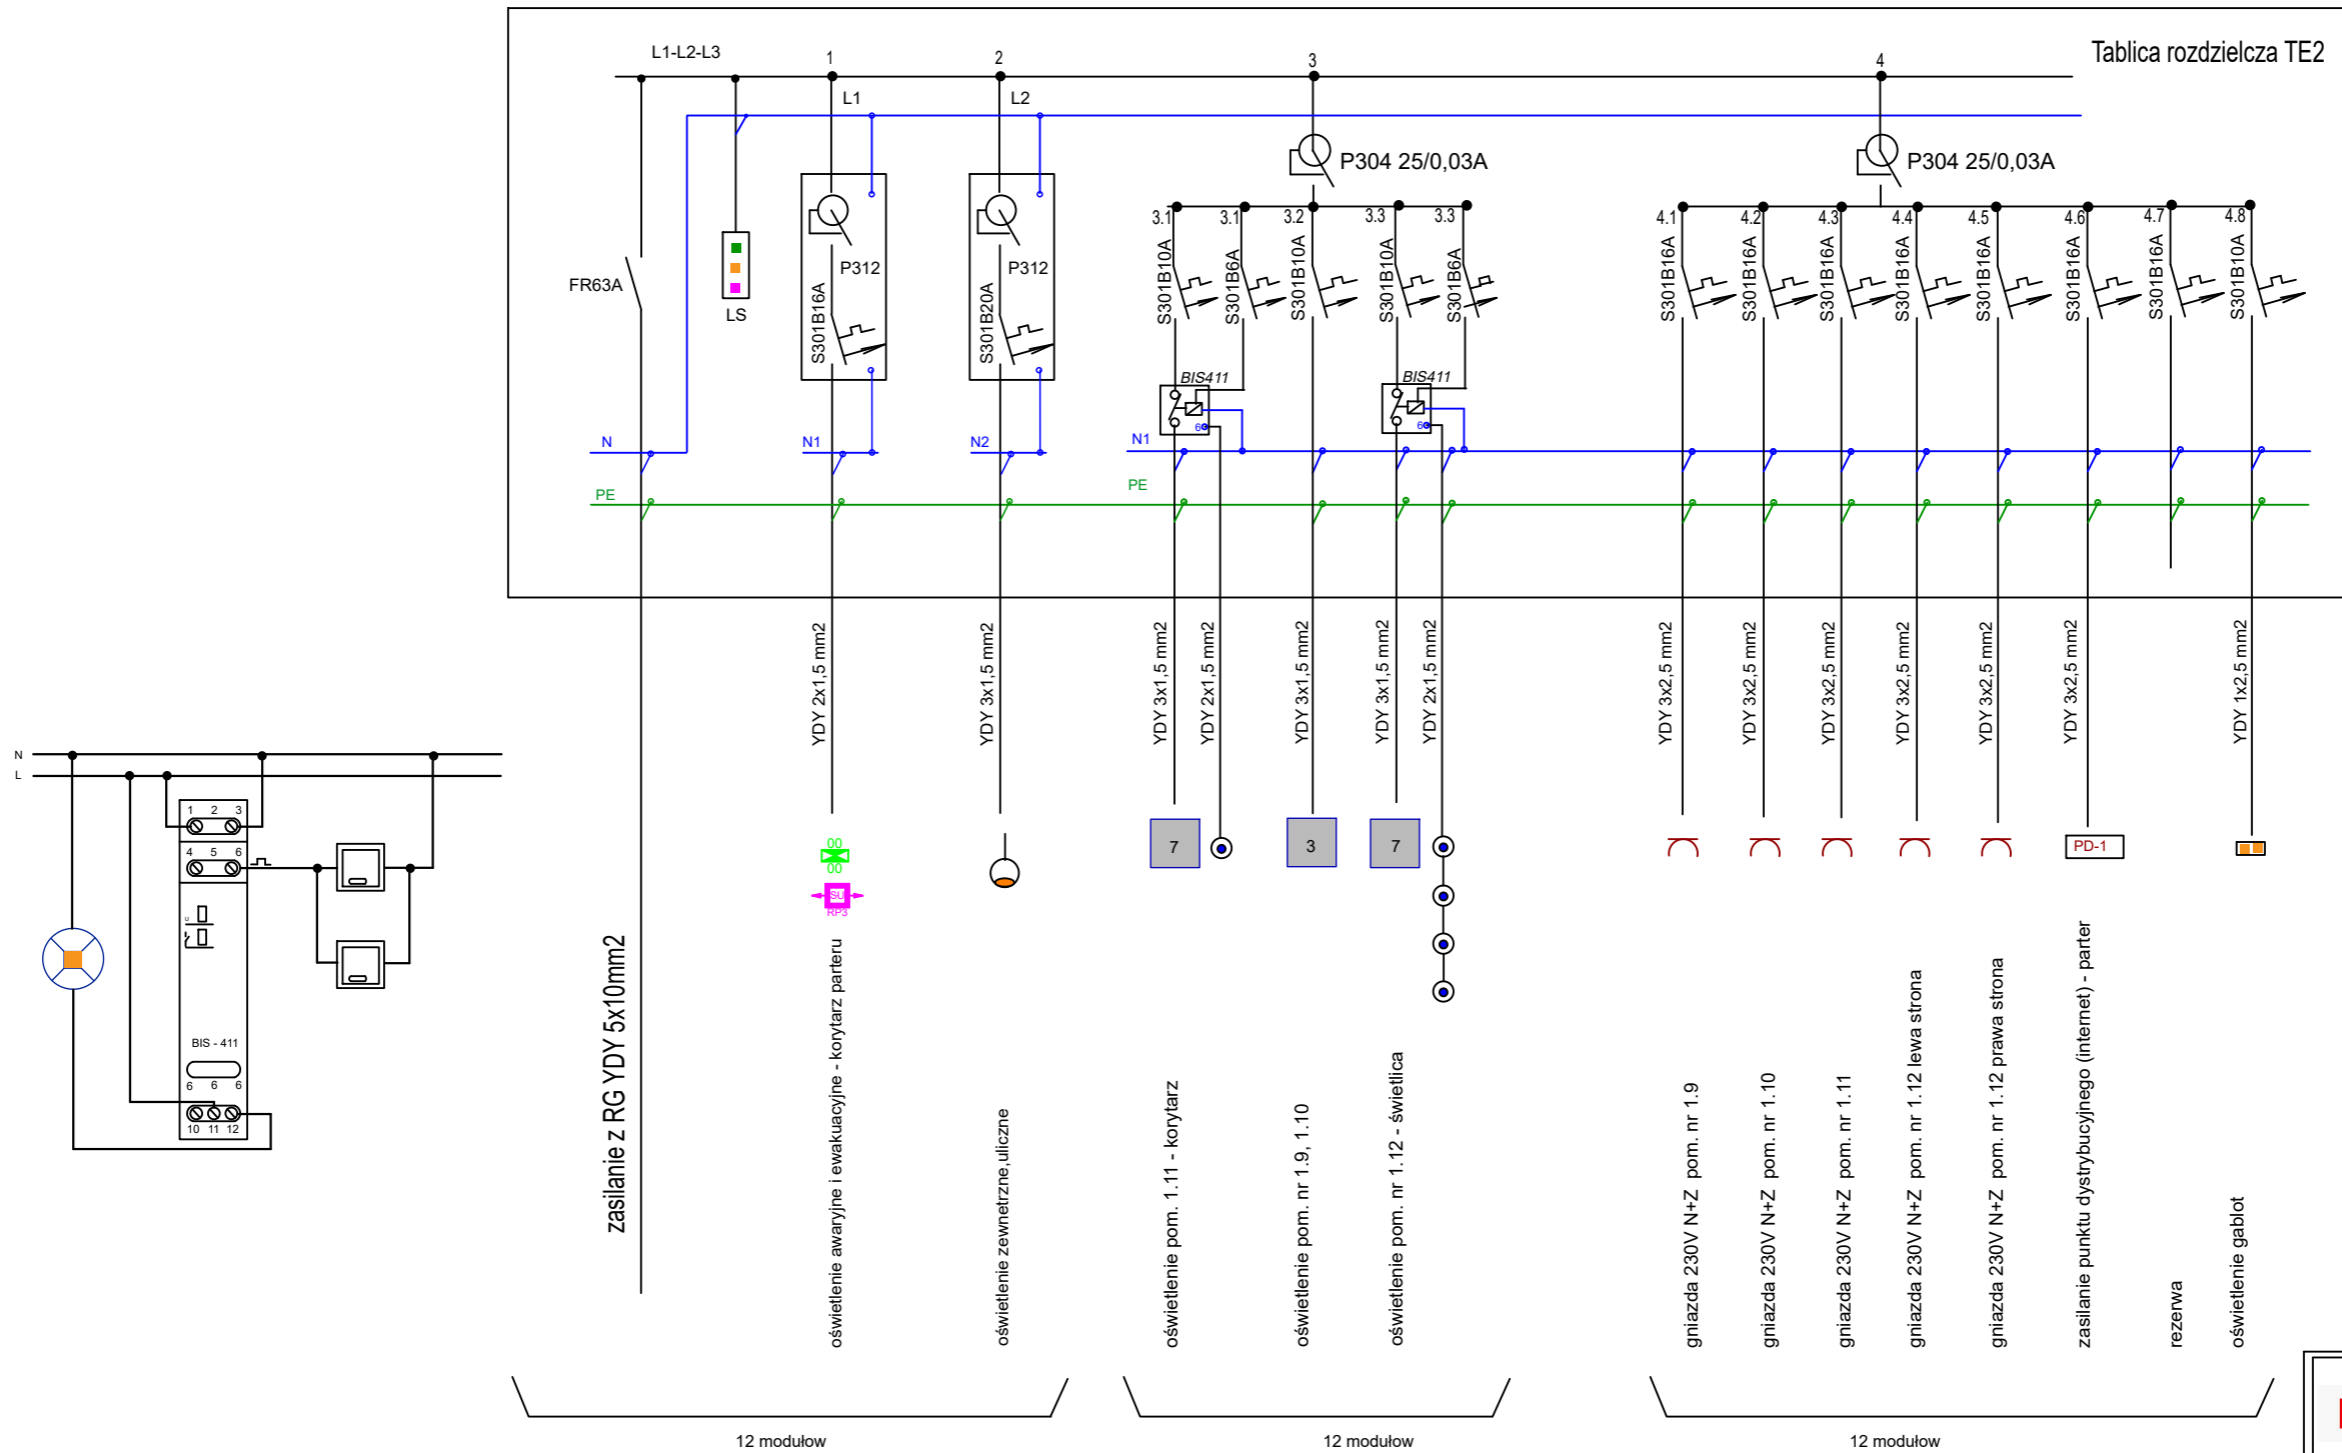 Tablica rozdzielcza TE2
L1-L2-L3
1
2
3
4
L1
L2
P304 25/0,03A
P304 25/0,03A
FR63A
LS
P312
S301B16A
P312
S301B20A
3.1
3.1
3.2
3.3
3.3
S301B10A
S301B6A
S301B10A
S301B10A
S301B6A
4.1
4.2
4.3
4.4
4.5
4.6
4.7
4.8
S301B16A
S301B16A
S301B16A
S301B16A
S301B16A
S301B16A
S301B16A
S301B10A
BIS411
6
BIS411
6
N
N1
N2
N1
PE
PE
YDY 2x1,5 mm2
YDY 3x1,5 mm2
YDY 3x1,5 mm2
YDY 2x1,5 mm2
YDY 3x1,5 mm2
YDY 3x1,5 mm2
YDY 2x1,5 mm2
YDY 3x2,5 mm2
YDY 3x2,5 mm2
YDY 3x2,5 mm2
YDY 3x2,5 mm2
YDY 3x2,5 mm2
YDY 3x2,5 mm2
YDY 1x2,5 mm2
N
L
1 2 3
4 5 6
BIS - 411
6 6 6
10 11 12
00
00
SU
RP3
7
3
7
PD-1
zasilanie z RG YDY 5x10mm2
oświetlenie awaryjne i ewakuacyjne - korytarz parteru
oświetlenie zewnetrzne,uliczne
oświetlenie pom. 1.11 - korytarz
oświetlenie pom. nr 1.9, 1.10
oświetlenie pom. nr 1.12 - świetlica
gniazda 230V N+Z pom. nr 1.9
gniazda 230V N+Z pom. nr 1.10
gniazda 230V N+Z pom. nr 1.11
gniazda 230V N+Z pom. nr 1.12 lewa strona
gniazda 230V N+Z pom. nr 1.12 prawa strona
zasilanie punktu dystrybucyjnego (internet) - parter
rezerwa
oświetlenie gablot
12 modułow
12 modułow
12 modułow